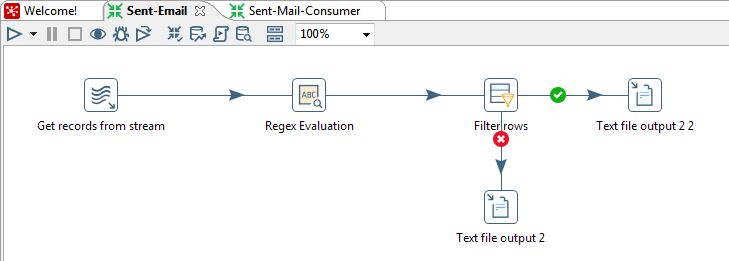 Welcome! Sent-Email Sent-Mail-Consumer
100%
ABC
Get records from stream Regex Evaluation Filter rows Text file output 2 2
Text file output 2